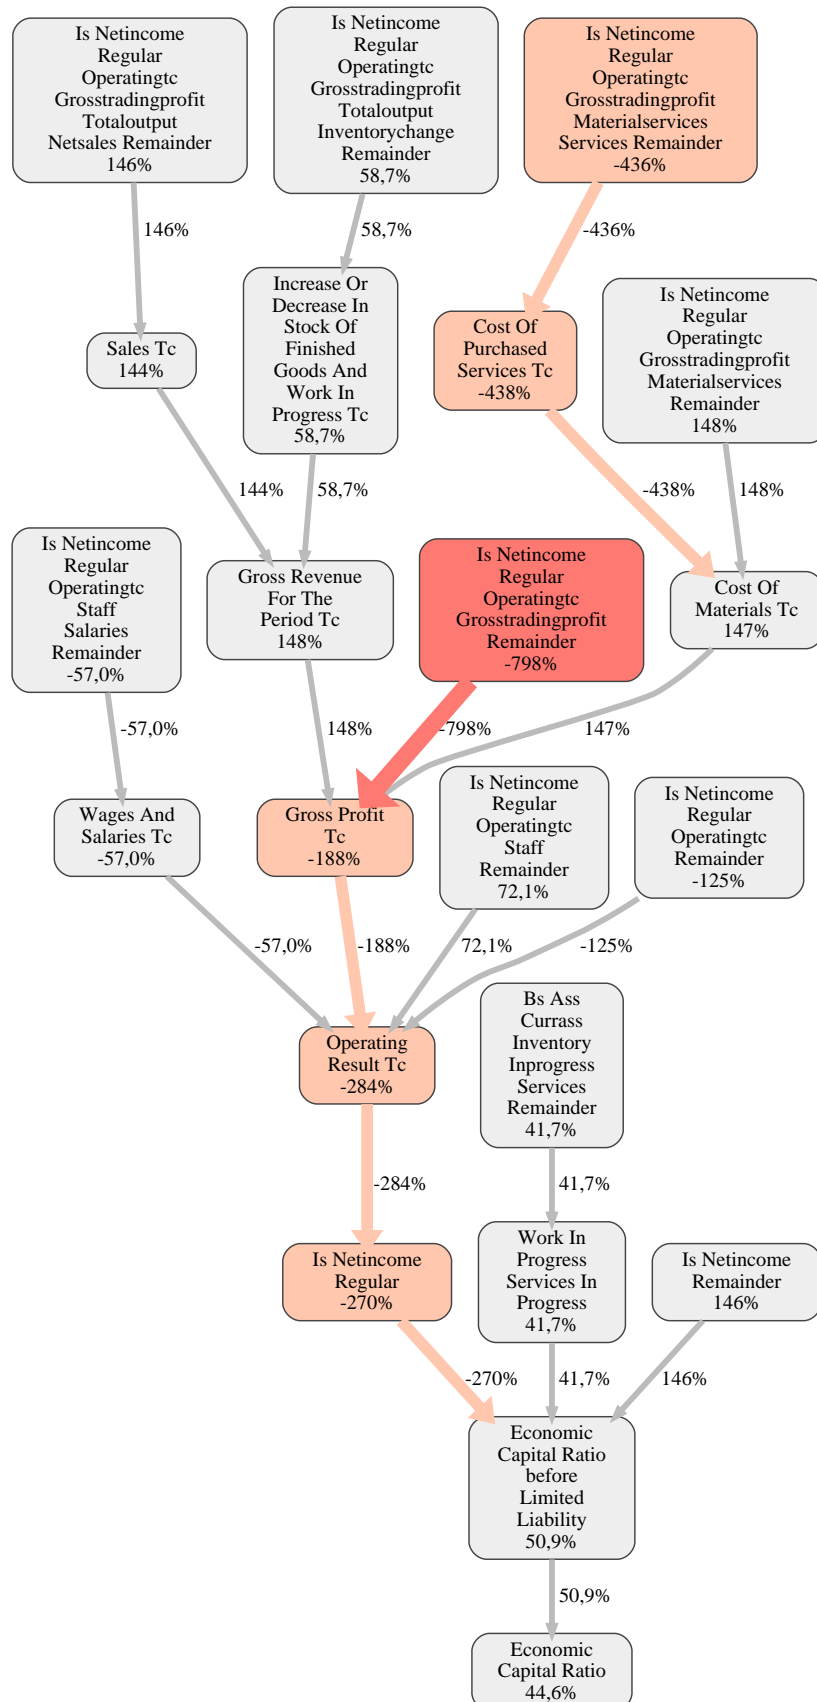 Is Netincome
Regular
Operatingtc
Grosstradingprofit
Totaloutput
Netsales Remainder
146%
Is Netincome
Regular
Operatingtc
Grosstradingprofit
Totaloutput
Inventorychange
Remainder
58,7%
Is Netincome
Regular
Operatingtc
Grosstradingprofit
Materialservices
Services Remainder
-436%
146%
58,7%
-436%
Sales Tc
144%
Increase Or
Decrease In
Stock Of
Finished
Goods And
Work In
Progress Tc
58,7%
Cost Of
Purchased
Services Tc
-438%
Is Netincome
Regular
Operatingtc
Grosstradingprofit
Materialservices
Remainder
148%
144%
58,7%
-438%
148%
Is Netincome
Regular
Operatingtc
Staff
Salaries
Remainder
-57,0%
Gross Revenue
For The
Period Tc
148%
Is Netincome
Regular
Operatingtc
Grosstradingprofit
Remainder
-798%
Cost Of
Materials Tc
147%
-57,0%
148%
-798%
147%
Wages And
Salaries Tc
-57,0%
Gross Profit
Tc
-188%
Is Netincome
Regular
Operatingtc
Staff
Remainder
72,1%
Is Netincome
Regular
Operatingtc
Remainder
-125%
-57,0%
-188%
72,1%
-125%
Operating
Result Tc
-284%
Bs Ass
Currass
Inventory
Inprogress
Services
Remainder
41,7%
-284%
41,7%
Is Netincome
Regular
-270%
Work In
Progress
Services In
Progress
41,7%
Is Netincome
Remainder
146%
-270%
41,7%
146%
Economic
Capital Ratio
before
Limited
Liability
50,9%
50,9%
Economic
Capital Ratio
44,6%